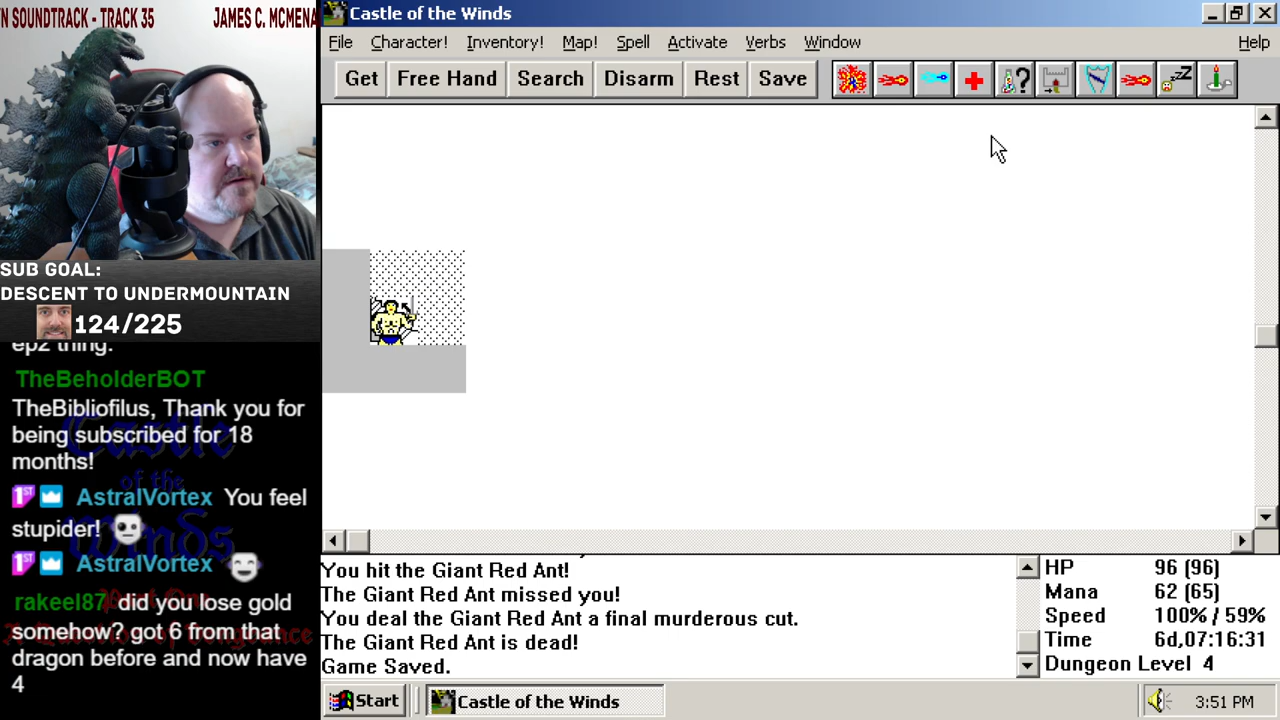 N SOUNDTRACK - TRACK 35 JAMES C. MCMENA
SUB GOAL:
DESCENT TO UNDERMOUNTAIN
124/225
ep2 thing.
TheBeholderBOT
TheBibliofilus, Thank you for
being subscribed for 18
months!
AstralVortex You feel
stupider!
AstralVortex
rakeel87 did you lose gold
somehow? got 6 from that
dragon before and now have
4
Castle
of the
Winds
Castle of the Winds
File Character! Inventory! Map! Spell Activate Verbs Window Help
Get Free Hand Search Disarm Rest Save
You hit the Giant Red Ant!
The Giant Red Ant missed you!
You deal the Giant Red Ant a final murderous cut.
The Giant Red Ant is dead!
Game Saved.
HP 96 (96)
Mana 62 (65)
Speed 100% / 59%
Time 6d,07:16:31
Dungeon Level 4
Start
Castle of the Winds
3:51 PM